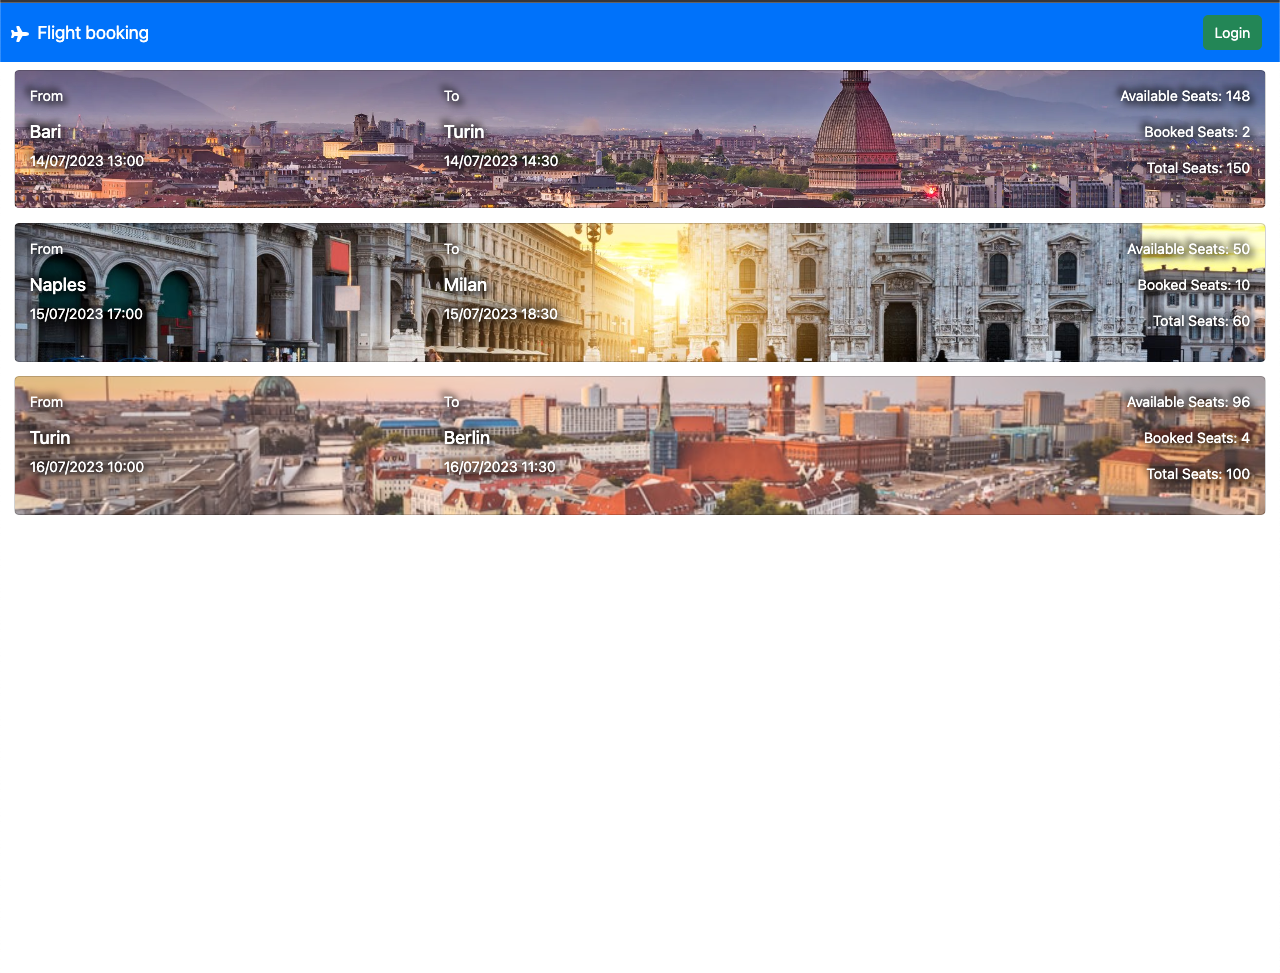 Flight booking
Login
From
To
Available Seats: 148
Bari
Turin
Booked Seats: 2
14/07/2023 13:00
14/07/2023 14:30
Total Seats: 150
From
To
Available Seats: 50
Naples
Milan
Booked Seats: 10
15/07/2023 17:00
15/07/2023 18:30
Total Seats: 60
From
To
Available Seats: 96
Turin
Berlin
Booked Seats: 4
16/07/2023 10:00
16/07/2023 11:30
Total Seats: 100